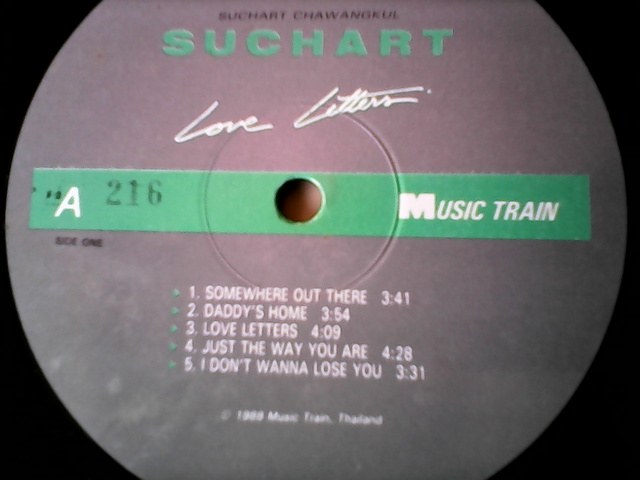 SUCHART CHAWANGKUL
SUCHART
Love Letters
A 216
MUSIC TRAIN
SIDE ONE
1. SOMEWHERE OUT THERE 3:41
2. DADDY'S HOME 3:54
3. LOVE LETTERS 4:09
4. JUST THE WAY YOU ARE 4:28
5. I DON'T WANNA LOSE YOU 3:31
Music Train, Thailand